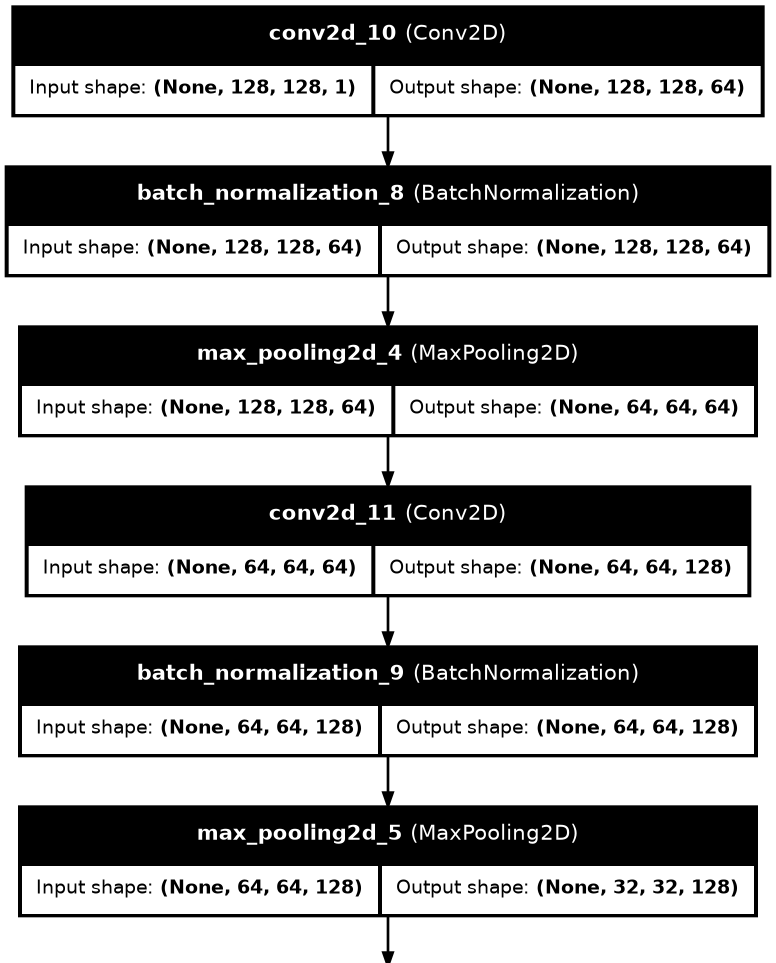 conv2d_10 (Conv2D)
Input shape: (None, 128, 128, 1) Output shape: (None, 128, 128, 64)
batch_normalization_8 (BatchNormalization)
Input shape: (None, 128, 128, 64) Output shape: (None, 128, 128, 64)
max_pooling2d_4 (MaxPooling2D)
Input shape: (None, 128, 128, 64) Output shape: (None, 64, 64, 64)
conv2d_11 (Conv2D)
Input shape: (None, 64, 64, 64) Output shape: (None, 64, 64, 128)
batch_normalization_9 (BatchNormalization)
Input shape: (None, 64, 64, 128) Output shape: (None, 64, 64, 128)
max_pooling2d_5 (MaxPooling2D)
Input shape: (None, 64, 64, 128) Output shape: (None, 32, 32, 128)